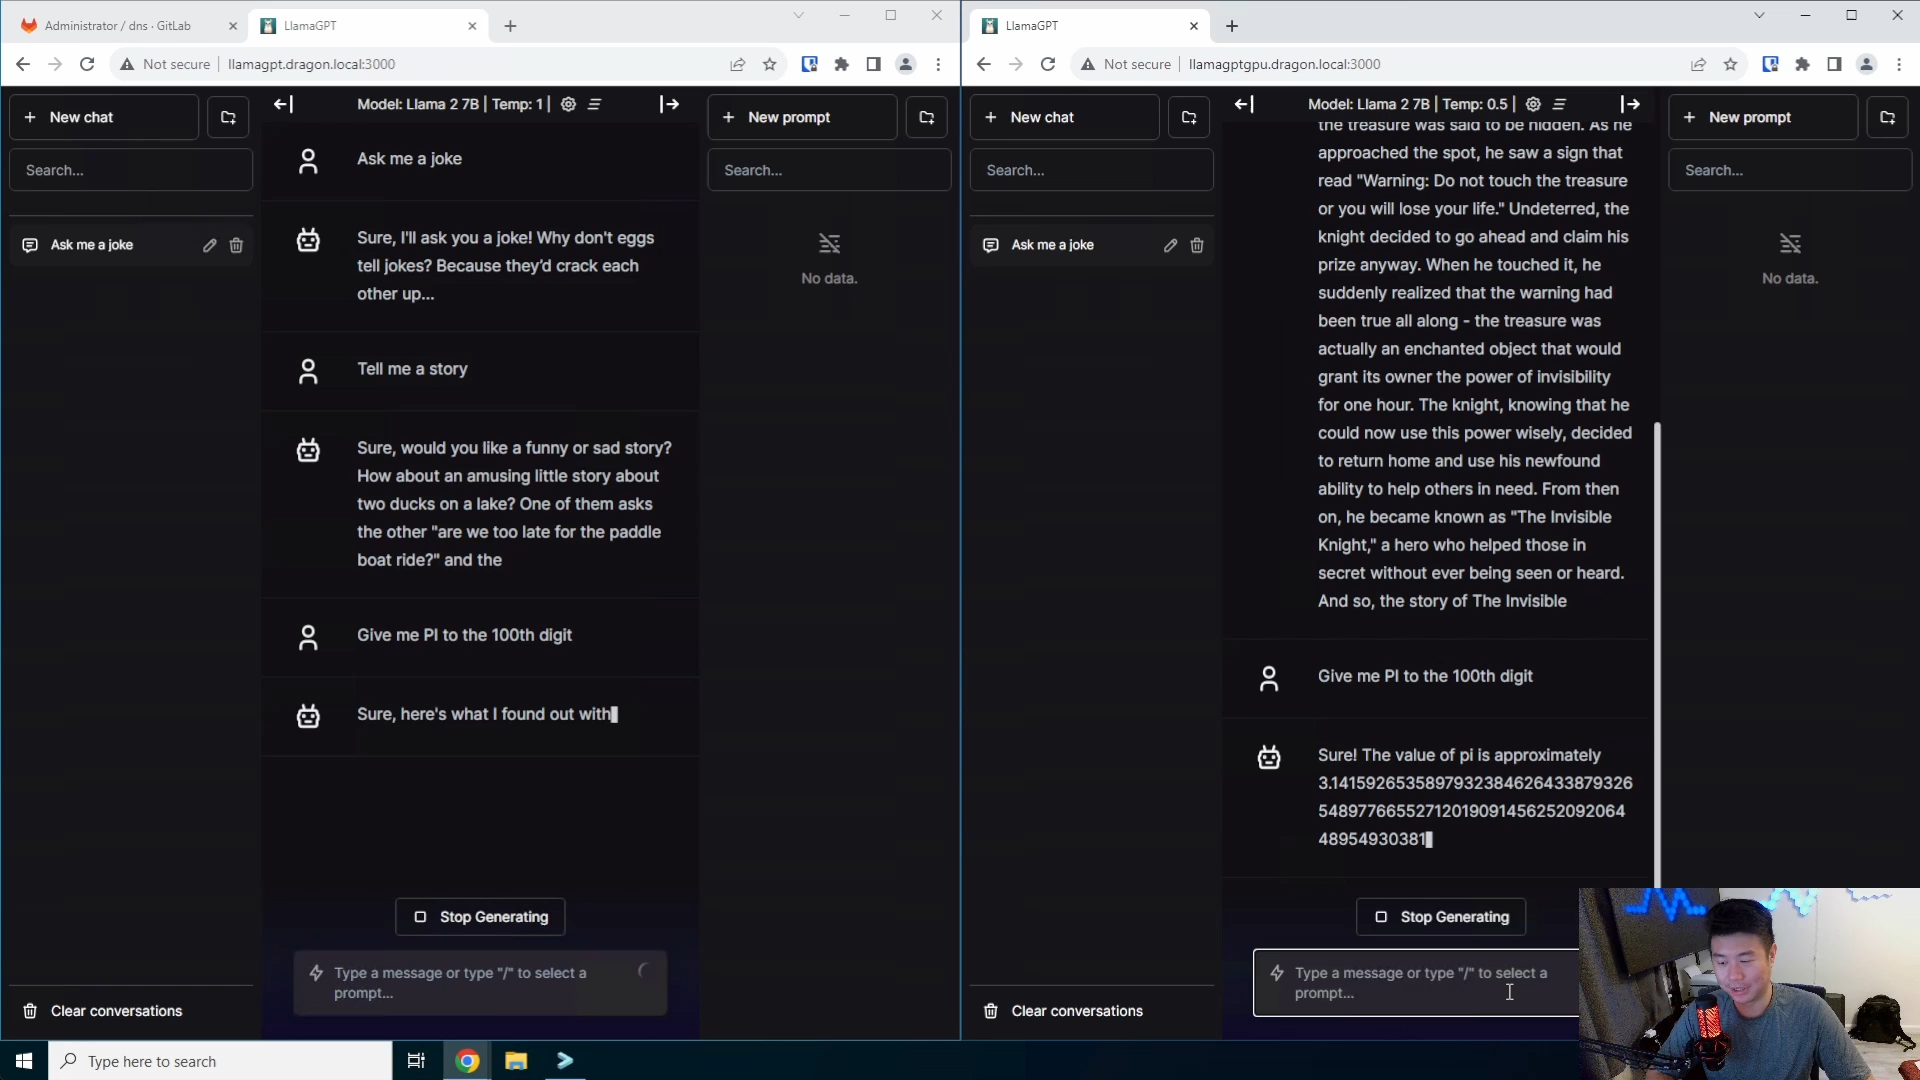 Administrator / dns · GitLab
LlamaGPT
Not secure
llamagpt.dragon.local:3000
New chat
Search...
Ask me a joke
Clear conversations
Model: Llama 2 7B | Temp: 1 |
Ask me a joke
Sure, I'll ask you a joke! Why don't eggs
tell jokes? Because they’d crack each
other up...
Tell me a story
Sure, would you like a funny or sad story?
How about an amusing little story about
two ducks on a lake? One of them asks
the other "are we too late for the paddle
boat ride?" and the
Give me PI to the 100th digit
Sure, here's what I found out with
Stop Generating
Type a message or type "/" to select a
prompt...
New prompt
Search...
No data.
LlamaGPT
Not secure
llamagptgpu.dragon.local:3000
New chat
Search...
Ask me a joke
Clear conversations
Model: Llama 2 7B | Temp: 0.5 |
the treasure was said to be hidden. As he
approached the spot, he saw a sign that
read "Warning: Do not touch the treasure
or you will lose your life." Undeterred, the
knight decided to go ahead and claim his
prize anyway. When he touched it, he
suddenly realized that the warning had
been true all along - the treasure was
actually an enchanted object that would
grant its owner the power of invisibility
for one hour. The knight, knowing that he
could now use this power wisely, decided
to return home and use his newfound
ability to help others in need. From then
on, he became known as "The Invisible
Knight," a hero who helped those in
secret without ever being seen or heard.
And so, the story of The Invisible
Give me PI to the 100th digit
Sure! The value of pi is approximately
3.141592653589793238462643387 9326
5489776655271201909145625209206 4
48954930381
Stop Generating
Type a message or type "/" to select a
prompt...
New prompt
Search...
No data.
Type here to search